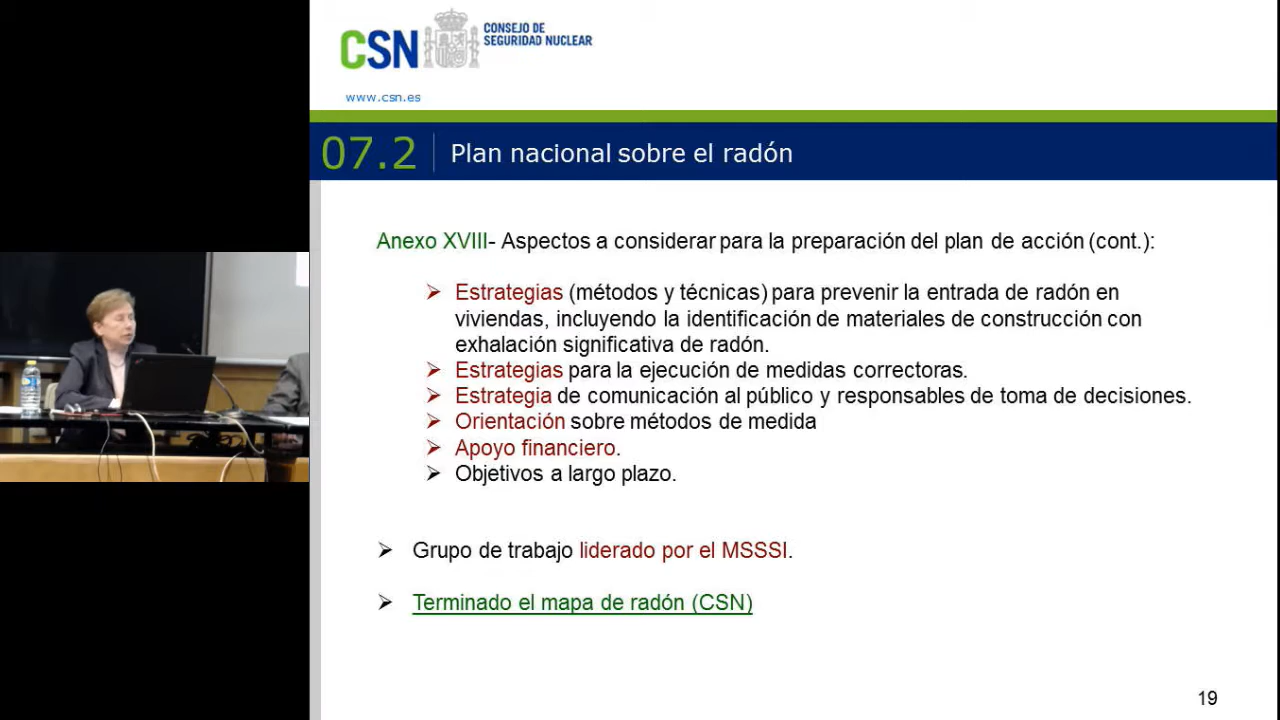 CSN
CONSEJO DE
SEGURIDAD NUCLEAR
www.csn.es
07.2
Plan nacional sobre el radón
Anexo XVIII- Aspectos a considerar para la preparación del plan de acción (cont.):
➢ Estrategias (métodos y técnicas) para prevenir la entrada de radón en
viviendas, incluyendo la identificación de materiales de construcción con
exhalación significativa de radón.
➢ Estrategias para la ejecución de medidas correctoras.
➢ Estrategia de comunicación al público y responsables de toma de decisiones.
➢ Orientación sobre métodos de medida
➢ Apoyo financiero.
➢ Objetivos a largo plazo.
➢ Grupo de trabajo liderado por el MSSSI.
➢ Terminado el mapa de radón (CSN)
19